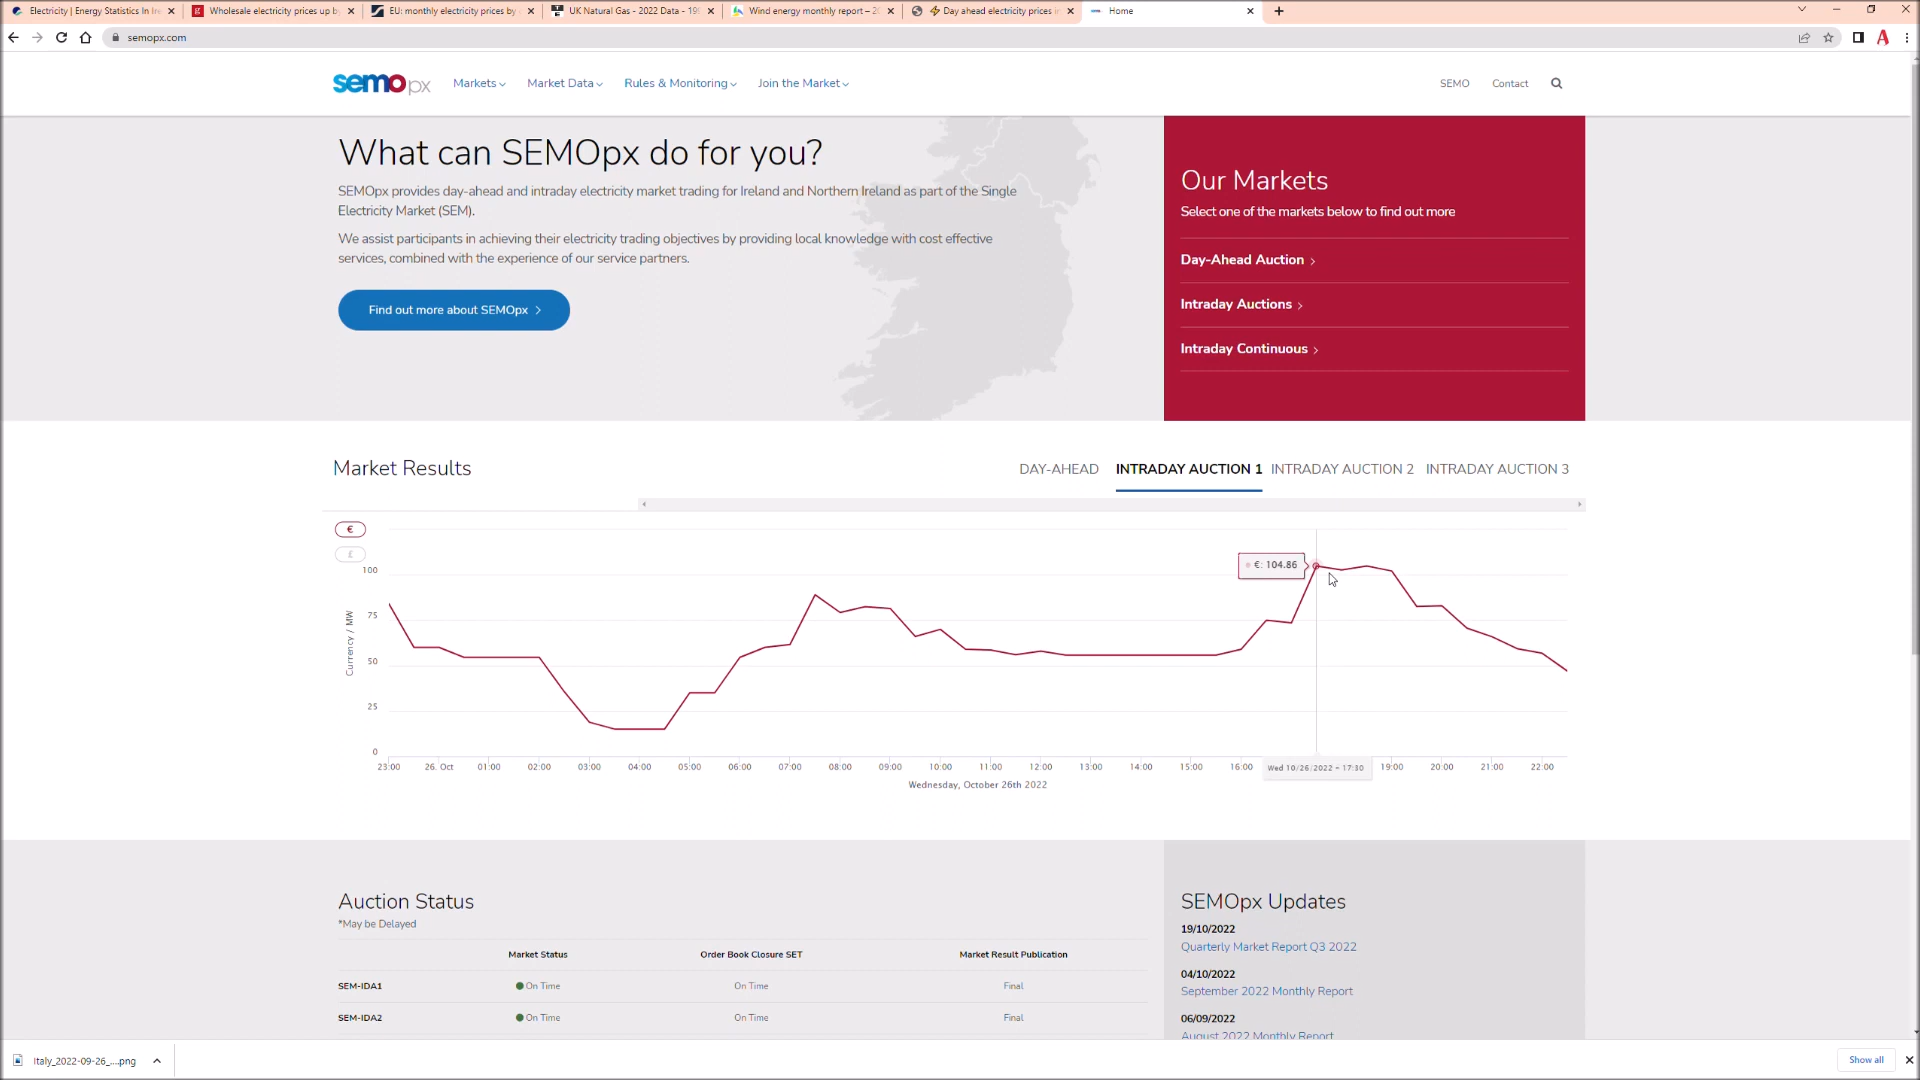 Electricity | Energy Statistics In Ire
Wholesale electricity prices up by
EU: monthly electricity prices by
UK Natural Gas - 2022 Data - 199
Wind energy monthly report – 20
Day ahead electricity prices in
Home
semopx.com
semopx
Markets
Market Data
Rules & Monitoring
Join the Market
SEMO
Contact
What can SEMOpx do for you?
SEMOpx provides day-ahead and intraday electricity market trading for Ireland and Northern Ireland as part of the Single
Electricity Market (SEM).
We assist participants in achieving their electricity trading objectives by providing local knowledge with cost effective
services, combined with the experience of our service partners.
Find out more about SEMOpx
Our Markets
Select one of the markets below to find out more
Day-Ahead Auction
Intraday Auctions
Intraday Continuous
Market Results
DAY-AHEAD
INTRADAY AUCTION 1
INTRADAY AUCTION 2
INTRADAY AUCTION 3
€
£
€: 104.86
100
75
50
25
0
Currency / MW
23:00
26. Oct
01:00
02:00
03:00
04:00
05:00
06:00
07:00
08:00
09:00
10:00
11:00
12:00
13:00
14:00
15:00
16:00
Wed 10/26/2022 - 17:30
19:00
20:00
21:00
22:00
Wednesday, October 26th 2022
Auction Status
*May be Delayed
Market Status
Order Book Closure SET
Market Result Publication
SEM-IDA1
On Time
On Time
Final
SEM-IDA2
On Time
On Time
Final
SEMOpx Updates
19/10/2022
Quarterly Market Report Q3 2022
04/10/2022
September 2022 Monthly Report
06/09/2022
August 2022 Monthly Report
Italy_2022-09-26_....png
Show all